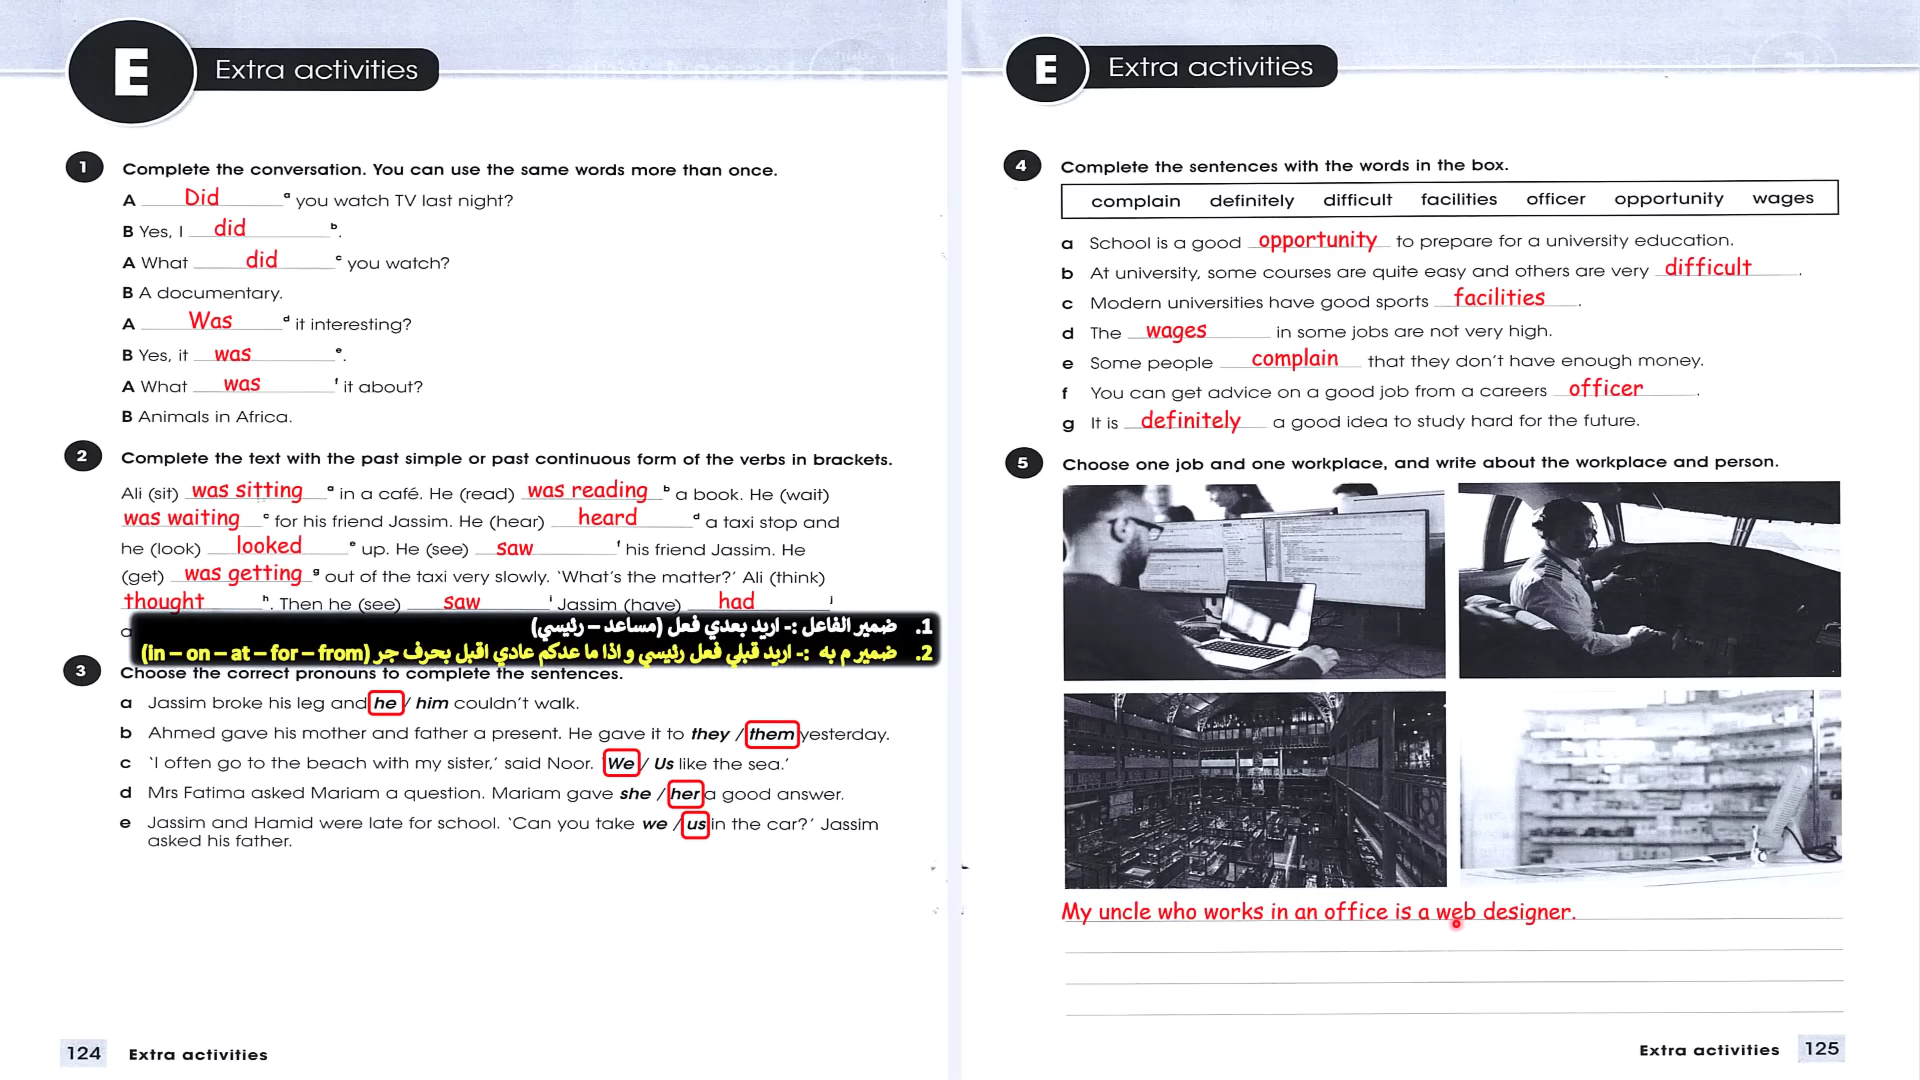 E Extra activities
1 Complete the conversation. You can use the same words more than once.
A Did a you watch TV last night?
B Yes, I did b.
A What did c you watch?
B A documentary.
A Was d it interesting?
B Yes, it was e.
A What was f it about?
B Animals in Africa.
2 Complete the text with the past simple or past continuous form of the verbs in brackets.
Ali (sit) was sitting a in a café. He (read) was reading b a book. He (wait)
was waiting c for his friend Jassim. He (hear) heard d a taxi stop and
he (look) looked e up. He (see) saw f his friend Jassim. He
(get) was getting g out of the taxi very slowly. ‘What’s the matter?’ Ali (think)
thought h. Then he (see) saw i Jassim (have) had j
a
1. ضمير الفاعل :- اريد بعدي فعل (مساعد – رئيسي)
2. ضمير م به :- اريد قبلي فعل رئيسي و اذا ما عدكم عادي اقبل بحرف جر (in – on – at – for – from)
3 Choose the correct pronouns to complete the sentences.
a Jassim broke his leg and he / him couldn’t walk.
b Ahmed gave his mother and father a present. He gave it to they / them yesterday.
c ‘I often go to the beach with my sister,’ said Noor. ‘We / Us like the sea.’
d Mrs Fatima asked Mariam a question. Mariam gave she / her a good answer.
e Jassim and Hamid were late for school. ‘Can you take we / us in the car?’ Jassim
asked his father.
124 Extra activities
E Extra activities
4 Complete the sentences with the words in the box.
complain definitely difficult facilities officer opportunity wages
a School is a good opportunity to prepare for a university education.
b At university, some courses are quite easy and others are very difficult .
c Modern universities have good sports facilities .
d The wages in some jobs are not very high.
e Some people complain that they don’t have enough money.
f You can get advice on a good job from a careers officer .
g It is definitely a good idea to study hard for the future.
5 Choose one job and one workplace, and write about the workplace and person.
My uncle who works in an office is a web designer.
Extra activities 125